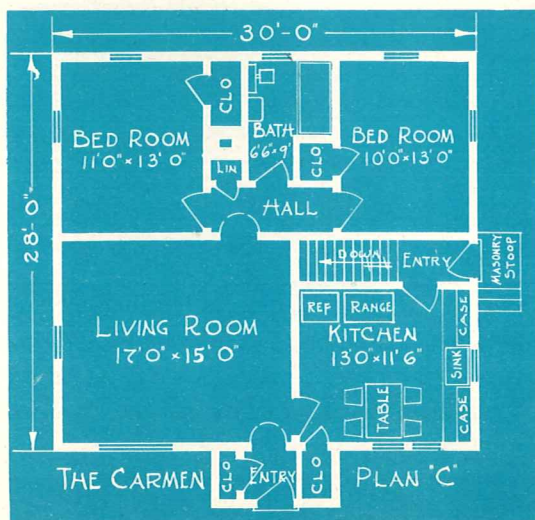 30'-0"
28'-0"
BED ROOM
11'0" × 13'0"
CLO
LIN
BATH
6'6" × 9'
CLO
BED ROOM
10'0" × 13'0"
HALL
DOWN
ENTRY
MASONRY
STOOP
LIVING ROOM
17'0" × 15'0"
REF
RANGE
KITCHEN
13'0" × 11'6"
CASE
SINK
CASE
TABLE
THE CARMEN
CLO
ENTRY
CLO
PLAN "C"